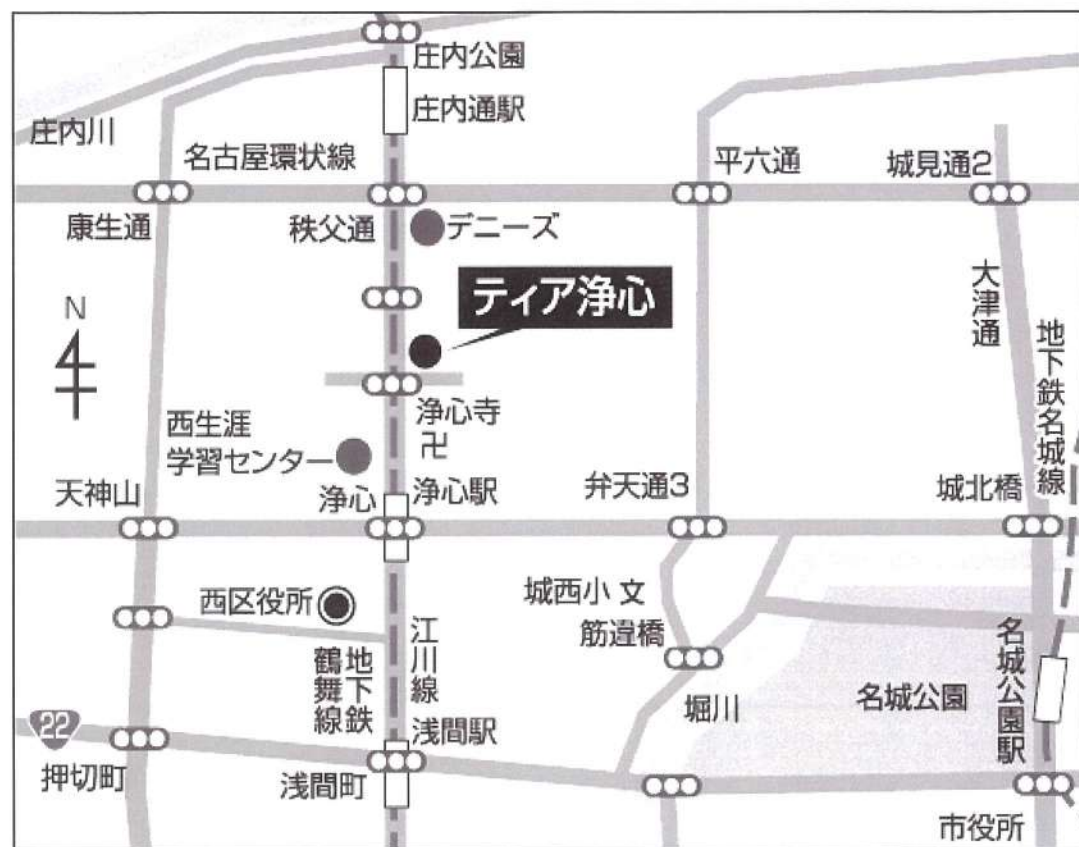 庄内公園
庄内通駅
庄内川
名古屋環状線
平六通
城見通2
康生通
秩父通
デニーズ
大津通
ティア浄心
N
地下鉄名城線
浄心寺
卍
西生涯
学習センター
天神山
浄心
浄心駅
弁天通3
城北橋
西区役所
城西小 文
筋違橋
江川線
地下鉄
鶴舞線
名城公園
名城公園駅
堀川
22
浅間駅
押切町
浅間町
市役所